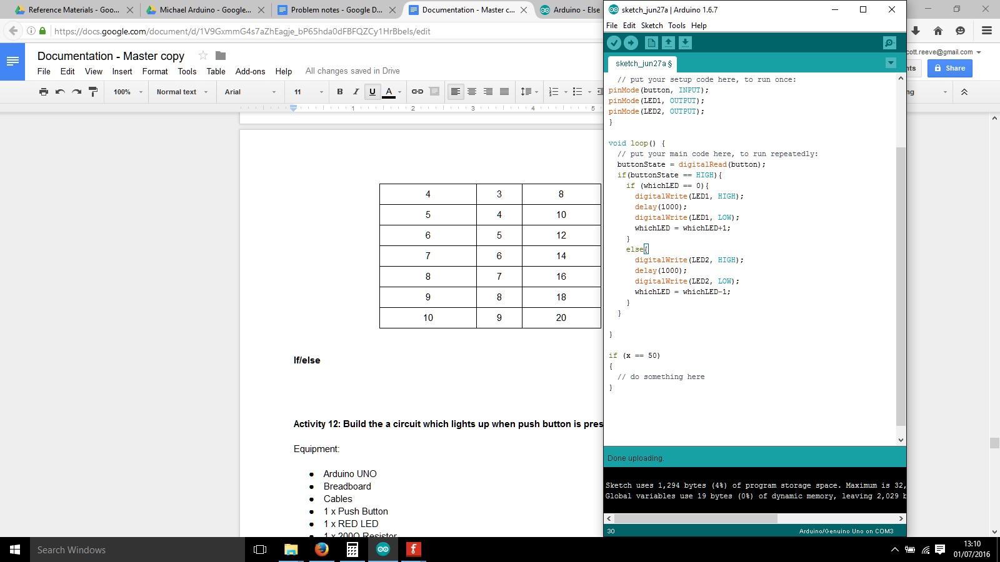 Reference Materials - Goo...
Michael Arduino - Google...
Problem notes - Google D...
Documentation - Master c...
Arduino - Else
https://docs.google.com/document/d/1V9GxmmG4s7aZhEagje_bP65hda0dFBFQZCy1HrBbeIs/edit
Documentation - Master copy
cott.reeve@gmail.com
File Edit View Insert Format Tools Table Add-ons Help
All changes saved in Drive
nts
Share
100% Normal text Arial 11 B I U A
ng
1 2 3 4 5
4 3 8
5 4 10
6 5 12
7 6 14
8 7 16
9 8 18
10 9 20
If/else
Activity 12: Build the a circuit which lights up when push button is pres
Equipment:
Arduino UNO
Breadboard
Cables
1 x Push Button
1 x RED LED
1 x 200Ω Resistor
sketch_jun27a | Arduino 1.6.7
File Edit Sketch Tools Help
sketch_jun27a §
// put your setup code here, to run once:
pinMode(button, INPUT);
pinMode(LED1, OUTPUT);
pinMode(LED2, OUTPUT);
}
void loop() {
// put your main code here, to run repeatedly:
buttonState = digitalRead(button);
if(buttonState == HIGH){
if (whichLED == 0){
digitalWrite(LED1, HIGH);
delay(1000);
digitalWrite(LED1, LOW);
whichLED = whichLED+1;
}
else{
digitalWrite(LED2, HIGH);
delay(1000);
digitalWrite(LED2, LOW);
whichLED = whichLED-1;
}
}
}
if (x == 50)
{
// do something here
}
Done uploading.
Sketch uses 1,294 bytes (4%) of program storage space. Maximum is 32,
Global variables use 19 bytes (0%) of dynamic memory, leaving 2,029 b
30
Arduino/Genuino Uno on COM3
Search Windows
13:10
01/07/2016